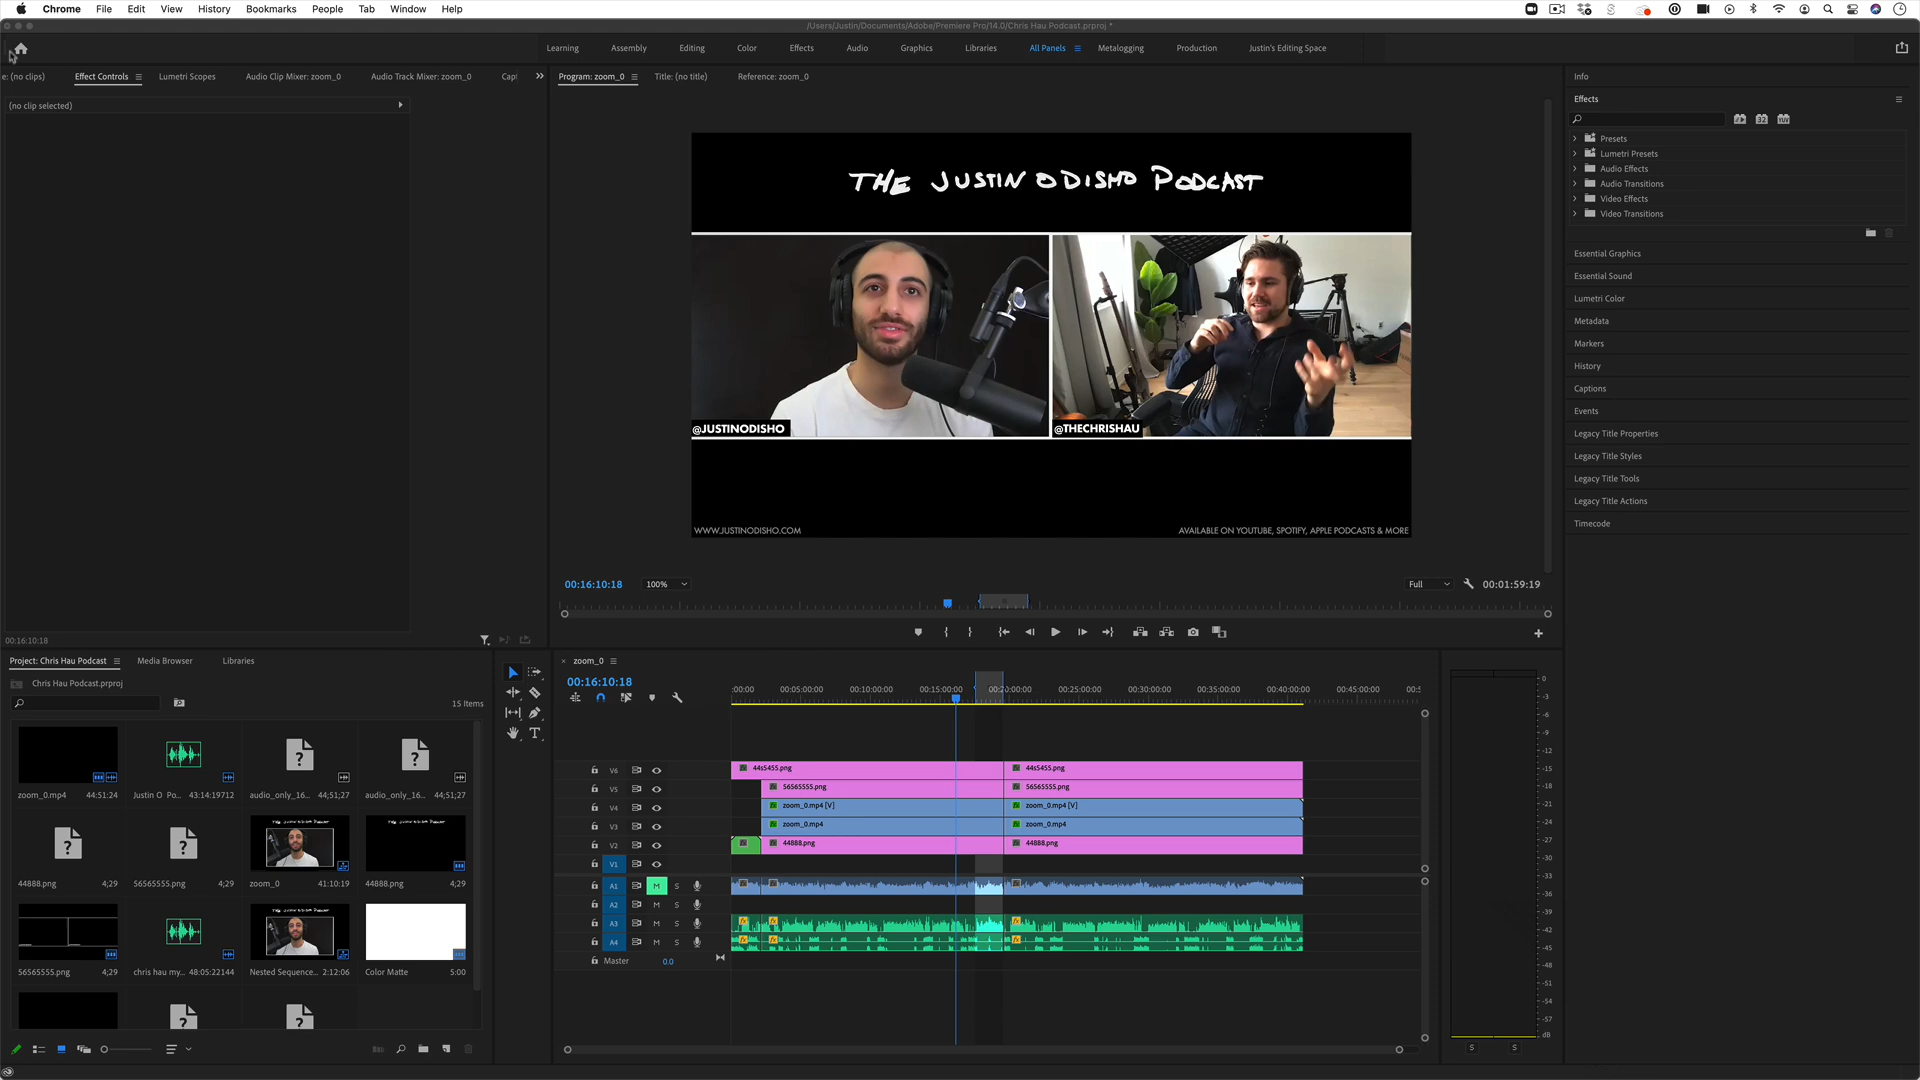 Chrome File Edit View History Bookmarks People Tab Window Help
/Users/Justin/Documents/Adobe/Premiere Pro/14.0/Chris Hau Podcast.prproj *
Learning Assembly Editing Color Effects Audio Graphics Libraries All Panels Metalogging Production Justin's Editing Space
e: (no clips) Effect Controls Lumetri Scopes Audio Clip Mixer: zoom_0 Audio Track Mixer: zoom_0 Capt
Program: zoom_0 Title: (no title) Reference: zoom_0
(no clip selected)
THE JUSTIN ODISHO PODCAST
@JUSTINODISHO
@THECHRISHAU
WWW.JUSTINODISHO.COM
AVAILABLE ON YOUTUBE, SPOTIFY, APPLE PODCASTS & MORE
00:16:10:18 100% Full 00:01:59:19
Info
Effects
Presets
Lumetri Presets
Audio Effects
Audio Transitions
Video Effects
Video Transitions
Essential Graphics
Essential Sound
Lumetri Color
Metadata
Markers
History
Captions
Events
Legacy Title Properties
Legacy Title Styles
Legacy Title Tools
Legacy Title Actions
Timecode
00:16:10:18
Project: Chris Hau Podcast Media Browser Libraries
Chris Hau Podcast.prproj
15 Items
zoom_0.mp4 44:51:24
Justin O Po... 43:14:19712
audio_only_16... 44;51;27
audio_only_16... 44;51;27
44888.png 4;29
56565555.png 4;29
zoom_0 41:10:19
44888.png 4;29
56565555.png 4;29
chris hau my... 48:05:22144
Nested Sequence... 2:12:06
Color Matte 5:00
zoom_0
00:16:10:18
:00:00 00:05:00:00 00:10:00:00 00:15:00:00 00:20:00:00 00:25:00:00 00:30:00:00 00:35:00:00 00:40:00:00 00:45:00:00 00:5
V6 44s5455.png 44s5455.png
V5 56565555.png 56565555.png
V4 zoom_0.mp4 [V] zoom_0.mp4 [V]
V3 zoom_0.mp4 zoom_0.mp4
V2 44888.png 44888.png
V1
A1 M S
A2 M S
A3 M S
A4 M S
Master 0.0
0
-3
-6
-9
-12
-15
-18
-21
-24
-27
-30
-33
-36
-39
-42
-45
-48
-51
-54
-57
dB
S S